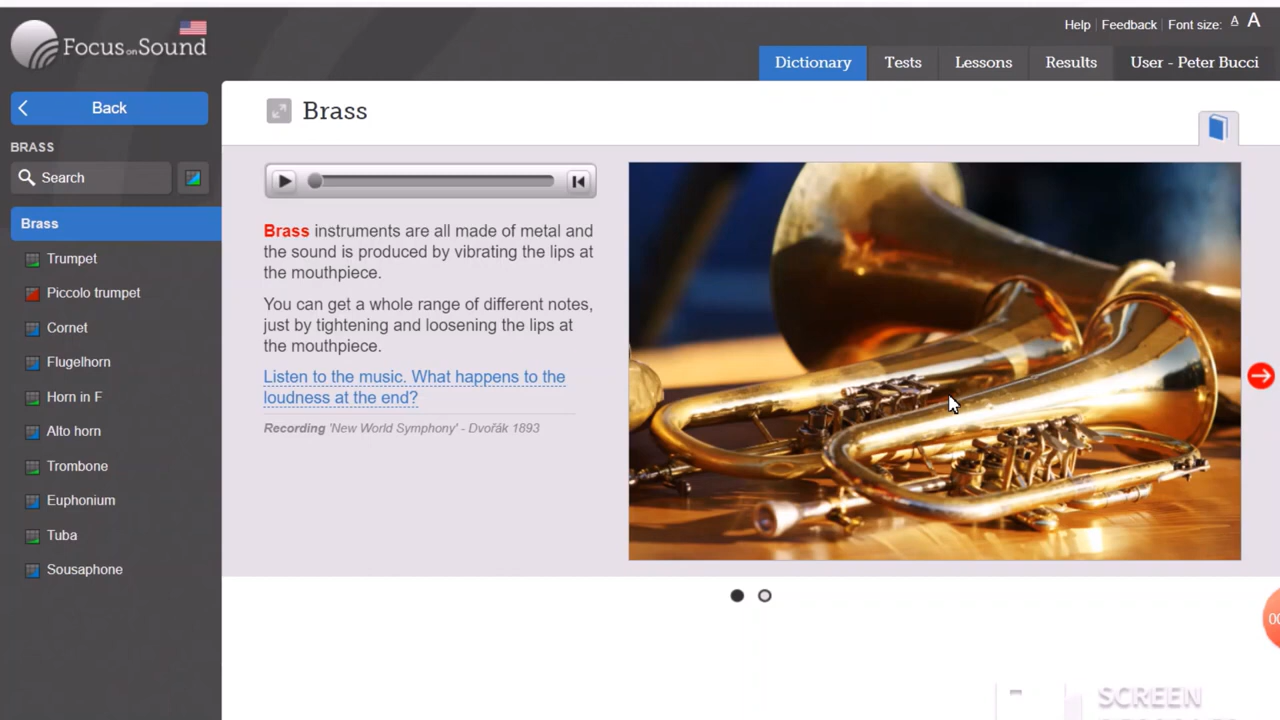 Focus on Sound
Help Feedback Font size: A A
Dictionary Tests Lessons Results User - Peter Bucci
Back
BRASS
Search
Brass
Trumpet
Piccolo trumpet
Cornet
Flugelhorn
Horn in F
Alto horn
Trombone
Euphonium
Tuba
Sousaphone
Brass
Brass instruments are all made of metal and
the sound is produced by vibrating the lips at
the mouthpiece.
You can get a whole range of different notes,
just by tightening and loosening the lips at
the mouthpiece.
Listen to the music. What happens to the
loudness at the end?
Recording 'New World Symphony' - Dvořák 1893
SCREEN